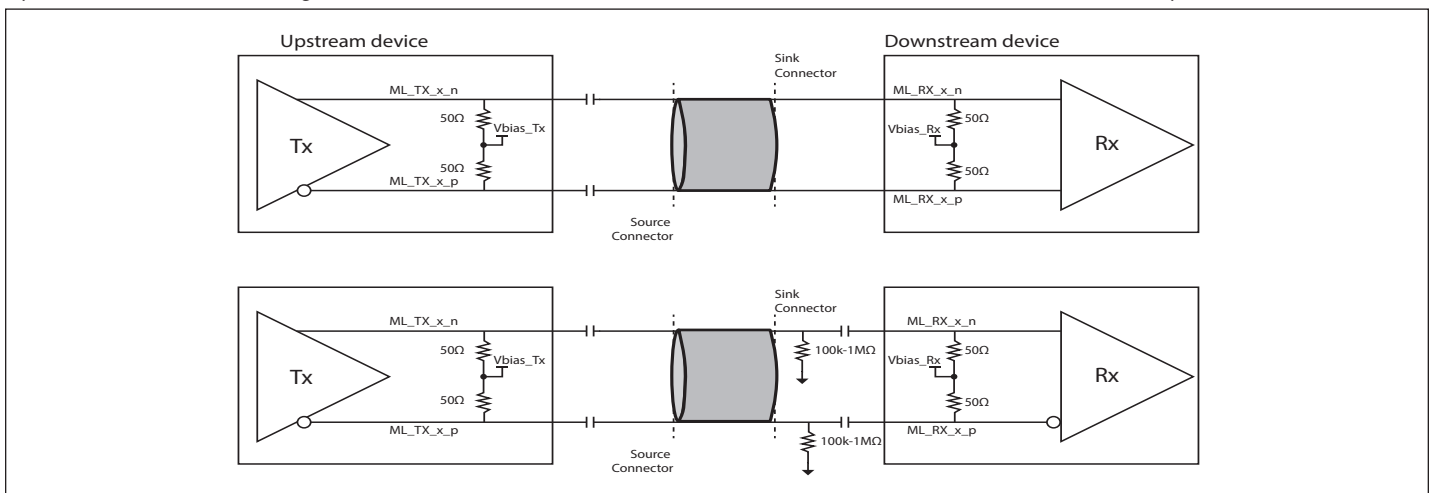 Upstream device
Downstream device
Sink
Connector
ML_TX_x_n
ML_RX_x_n
50Ω
Vbias_Tx
Vbias_Rx
50Ω
Tx
Rx
50Ω
50Ω
ML_TX_x_p
ML_RX_x_p
Source
Connector
Sink
Connector
ML_TX_x_n
ML_RX_x_n
50Ω
Vbias_Tx
100k-1MΩ
Vbias_Rx
50Ω
Tx
Rx
50Ω
50Ω
ML_TX_x_p
ML_RX_x_p
100k-1MΩ
Source
Connector